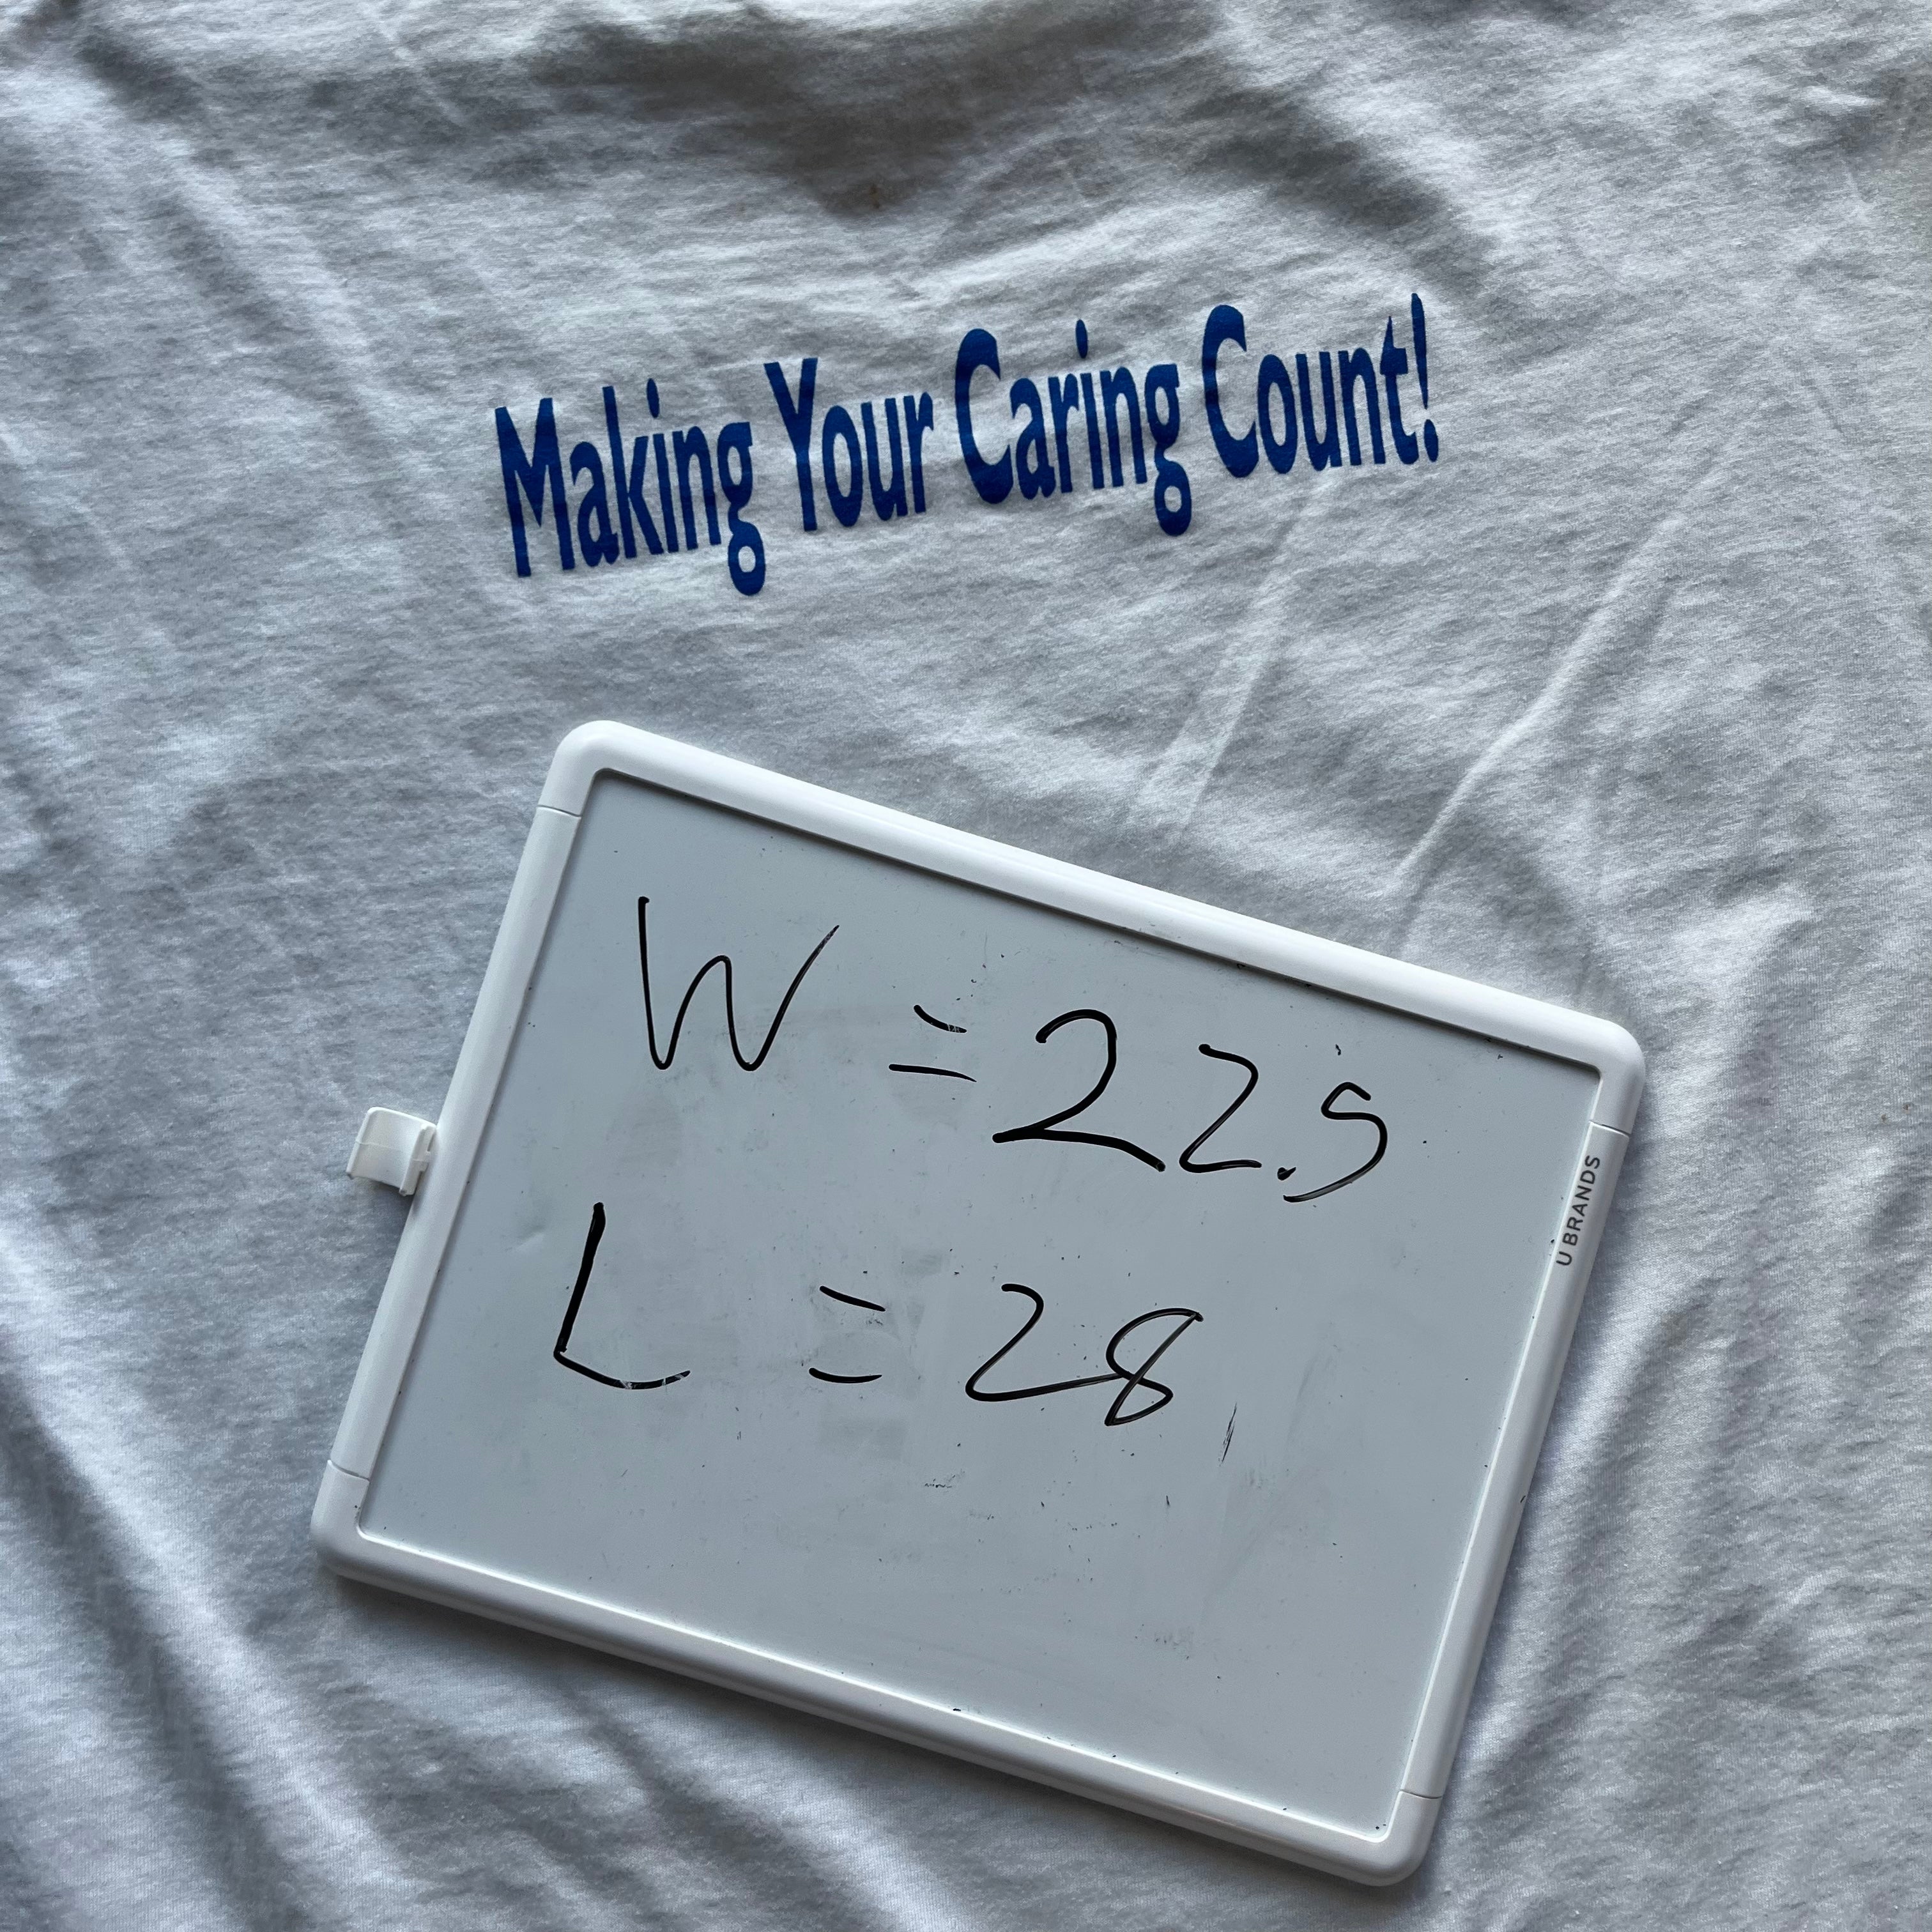 Making Your Caring Count!
W = 22.5
L = 28
U BRANDS